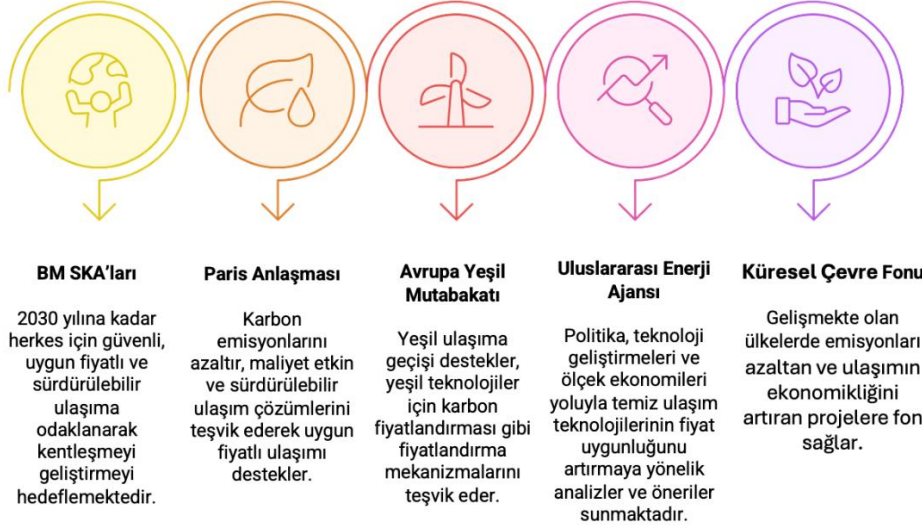 BM SKA'ları
2030 yılına kadar
herkes için güvenli,
uygun fiyatlı ve
sürdürülebilir
ulaşıma
odaklanarak
kentleşmeyi
geliştirmeyi
hedeflemektedir.
Paris Anlaşması
Karbon
emisyonlarını
azaltır, maliyet etkin
ve sürdürülebilir
ulaşım çözümlerini
teşvik ederek uygun
fiyatlı ulaşımı
destekler.
Avrupa Yeşil
Mutabakatı
Yeşil ulaşıma
geçişi destekler,
yeşil teknolojiler
için karbon
fiyatlandırması gibi
fiyatlandırma
mekanizmalarını
teşvik eder.
Uluslararası Enerji
Ajansı
Politika, teknoloji
geliştirmeleri ve
ölçek ekonomileri
yoluyla temiz ulaşım
teknolojilerinin fiyat
uygunluğunu
artırmaya yönelik
analizler ve öneriler
sunmaktadır.
Küresel Çevre Fonu
Gelişmekte olan
ülkelerde emisyonları
azaltan ve ulaşımın
ekonomikliğini
artıran projelere fon
sağlar.